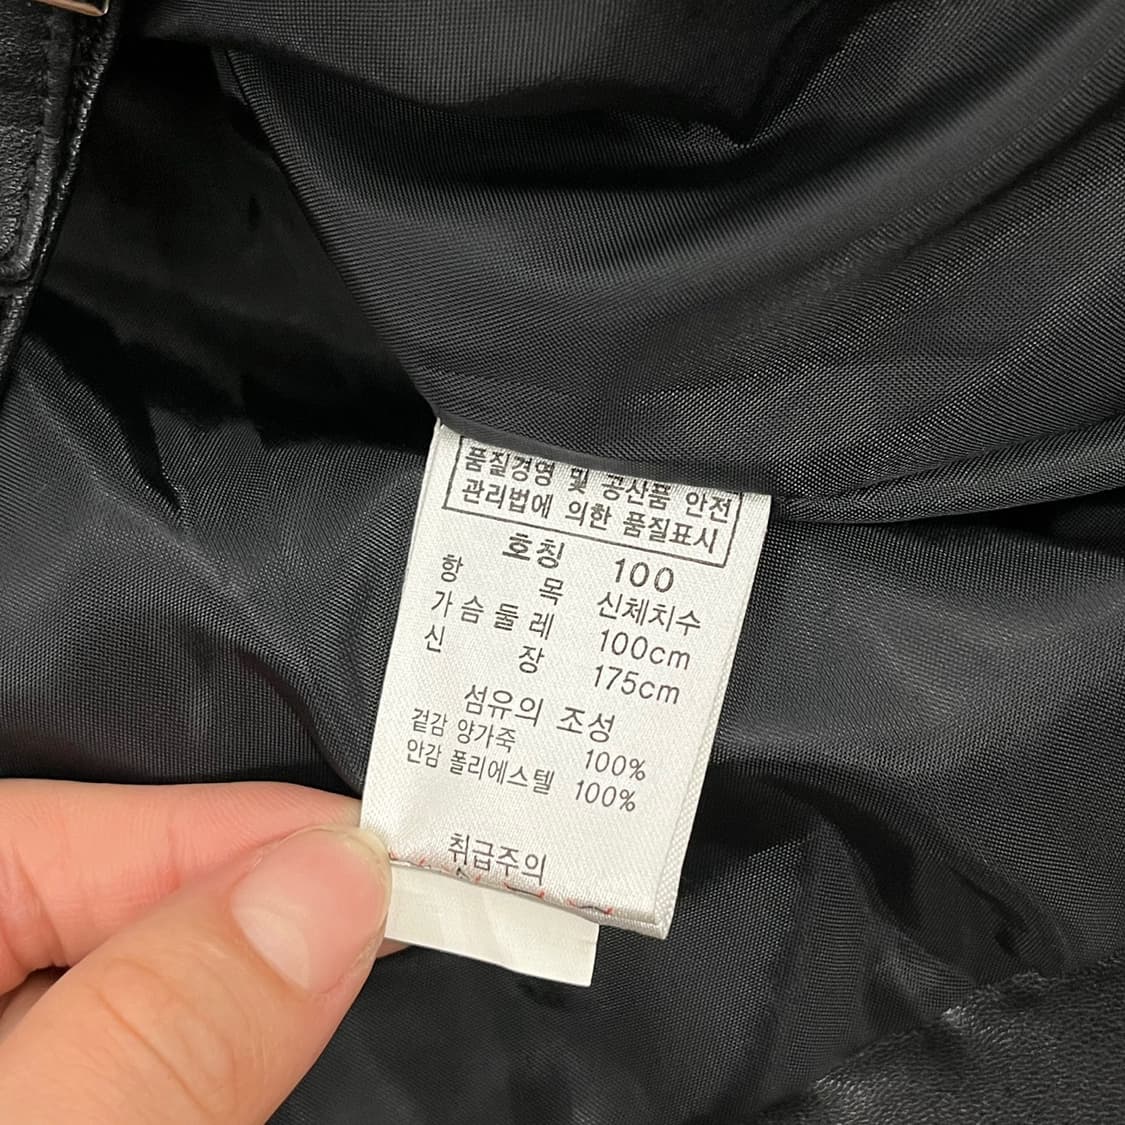 품질경영 및 공산품 안전
관리법에 의한 품질표시
호칭 100
항 목 신체치수
가슴둘레 100cm
신 장 175cm
섬유의 조성
겉감 양가죽 100%
안감 폴리에스텔 100%
취급주의